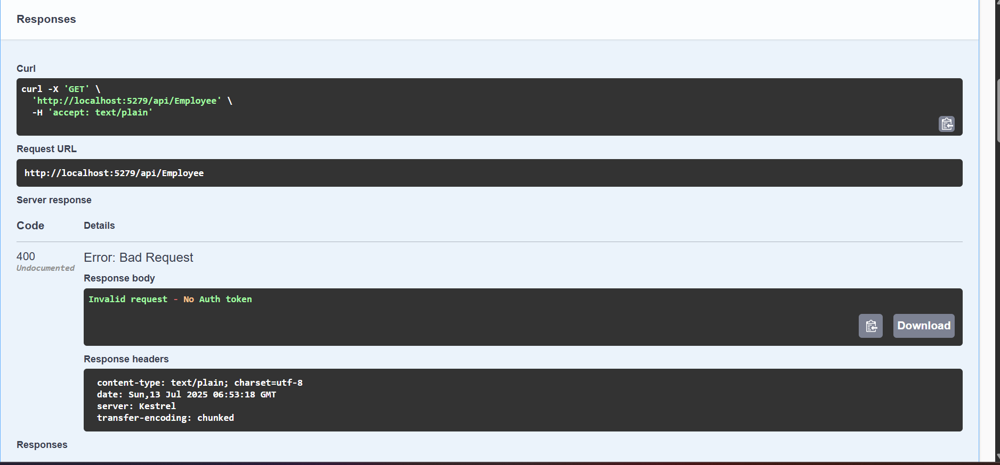 Responses
Curl
curl -X 'GET' \
  'http://localhost:5279/api/Employee' \
  -H 'accept: text/plain'
Request URL
http://localhost:5279/api/Employee
Server response
Code Details
400 Error: Bad Request
Undocumented
Response body
Invalid request - No Auth token
Download
Response headers
content-type: text/plain; charset=utf-8
date: Sun,13 Jul 2025 06:53:18 GMT
server: Kestrel
transfer-encoding: chunked
Responses